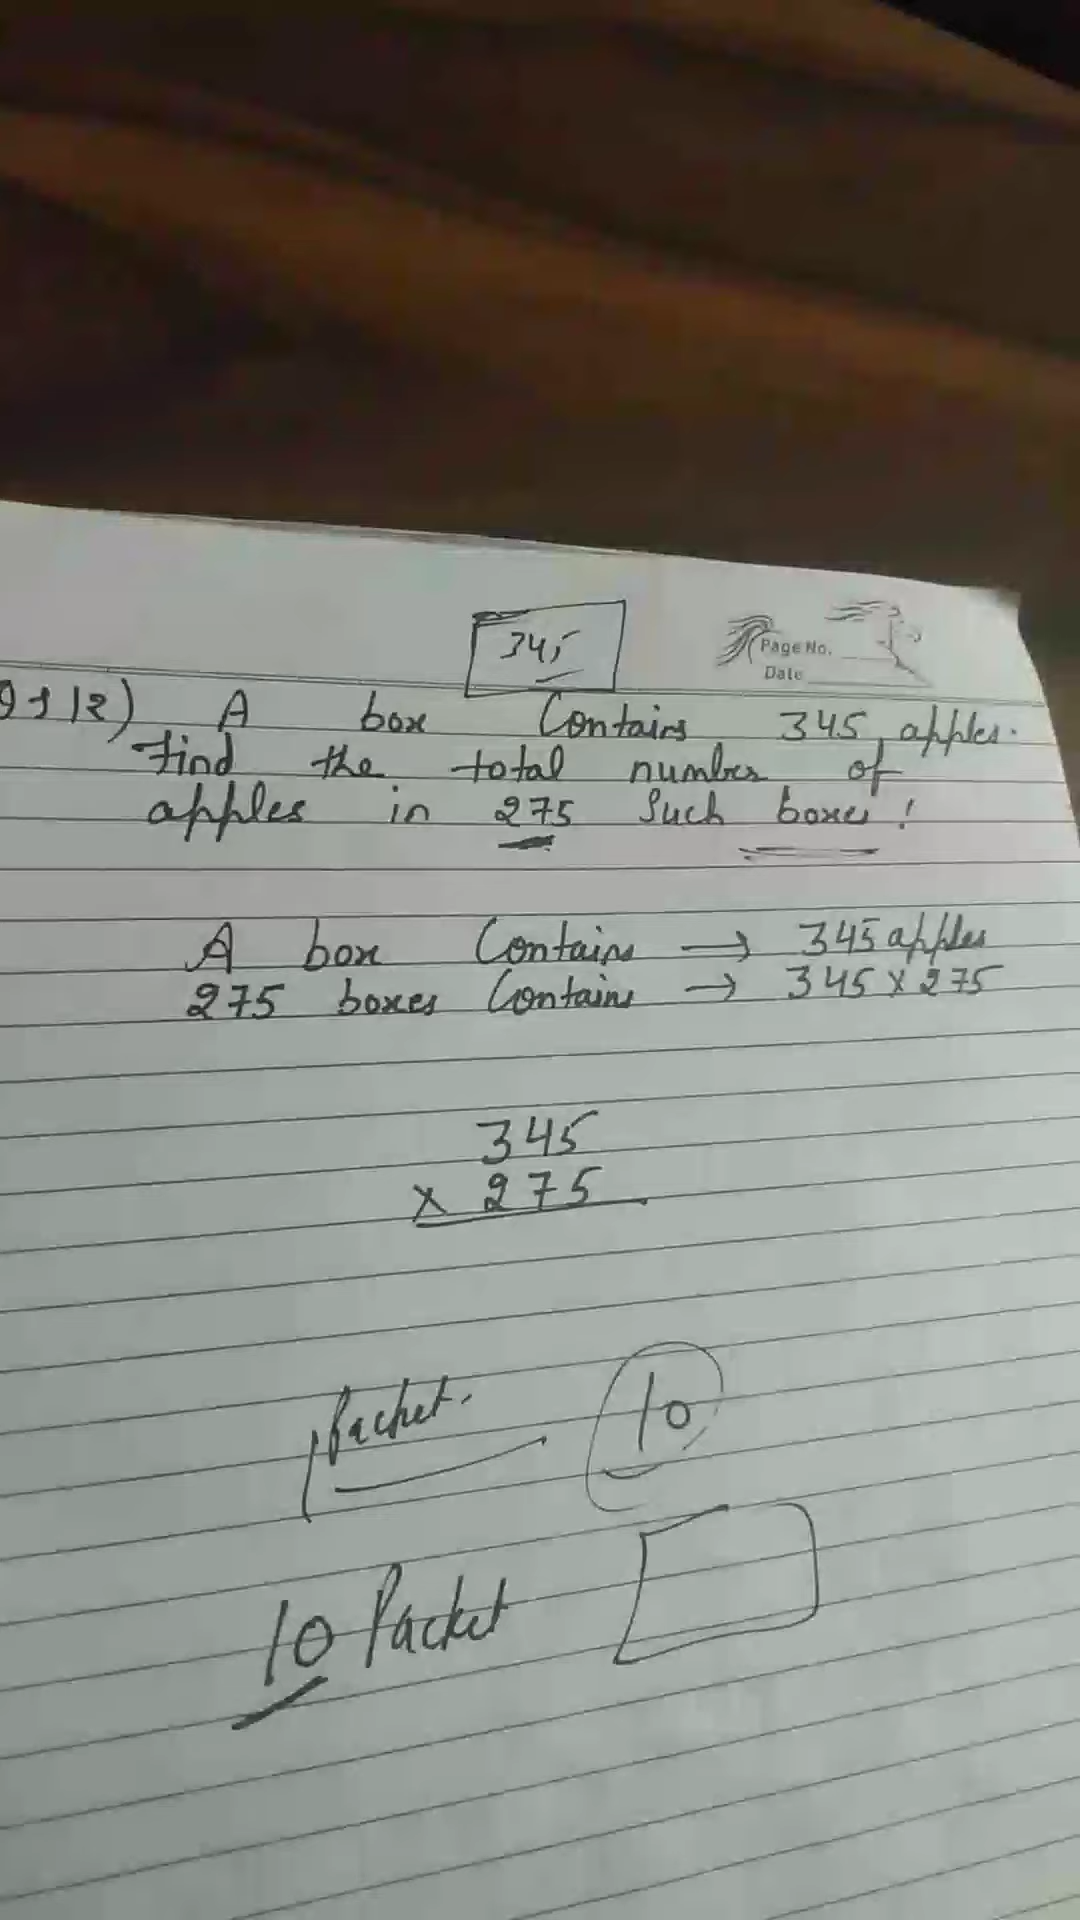 345
Page No.
Date
Q1 12) A box Contains 345 apples.
find the total number of
apples in 275 Such boxes!
A box Contains → 345 apples
275 boxes Contains → 345 x 275
345
x 275
1 Packet. 10
10 Packet